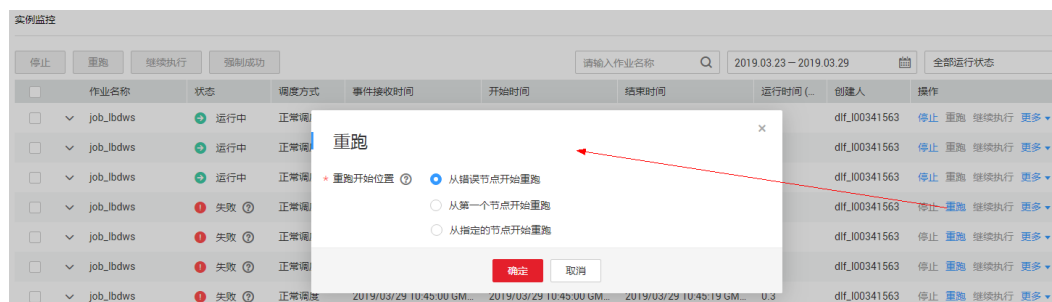 实例监控
停止 重跑 继续执行 强制成功 请输入作业名称 2019.03.23 – 2019.03.29 全部运行状态
作业名称 状态 调度方式 事件接收时间 开始时间 结束时间 运行时间 (... 创建人 操作
job_lbdws 运行中 正常调 dlf_l00341563 停止 重跑 继续执行 更多
job_lbdws 运行中 正常调 dlf_l00341563 停止 重跑 继续执行 更多
job_lbdws 运行中 正常调 dlf_l00341563 停止 重跑 继续执行 更多
job_lbdws 失败 正常调 dlf_l00341563 停止 重跑 继续执行 更多
job_lbdws 失败 正常调 dlf_l00341563 停止 重跑 继续执行 更多
job_lbdws 失败 正常调 dlf_l00341563 停止 重跑 继续执行 更多
job_lbdws 失败 正常调度 2019/03/29 10:45:00 GM... 2019/03/29 10:45:00 GM... 2019/03/29 10:45:19 GM... 0.3 dlf_l00341563 停止 重跑 继续执行 更多
重跑
* 重跑开始位置 从错误节点开始重跑
从第一个节点开始重跑
从指定的节点开始重跑
确定 取消